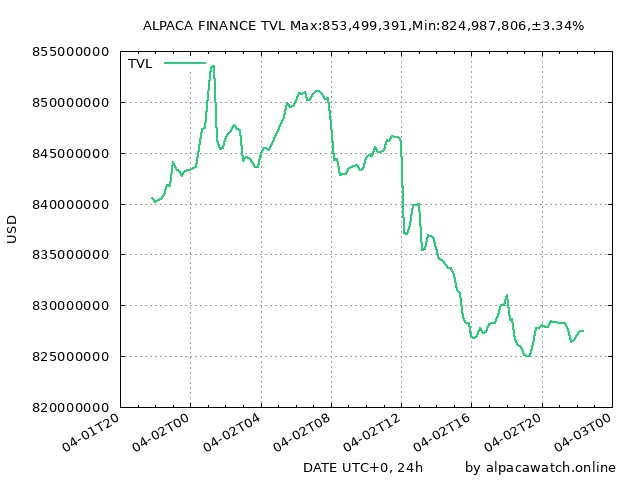 ALPACA FINANCE TVL Max:853,499,391,Min:824,987,806,±3.34%
855000000
TVL
850000000
845000000
840000000
USD
835000000
830000000
825000000
820000000
04-01T20 04-02T00 04-02T04 04-02T08 04-02T12 04-02T16 04-02T20 04-03T00
DATE UTC+0, 24h by alpacawatch.online